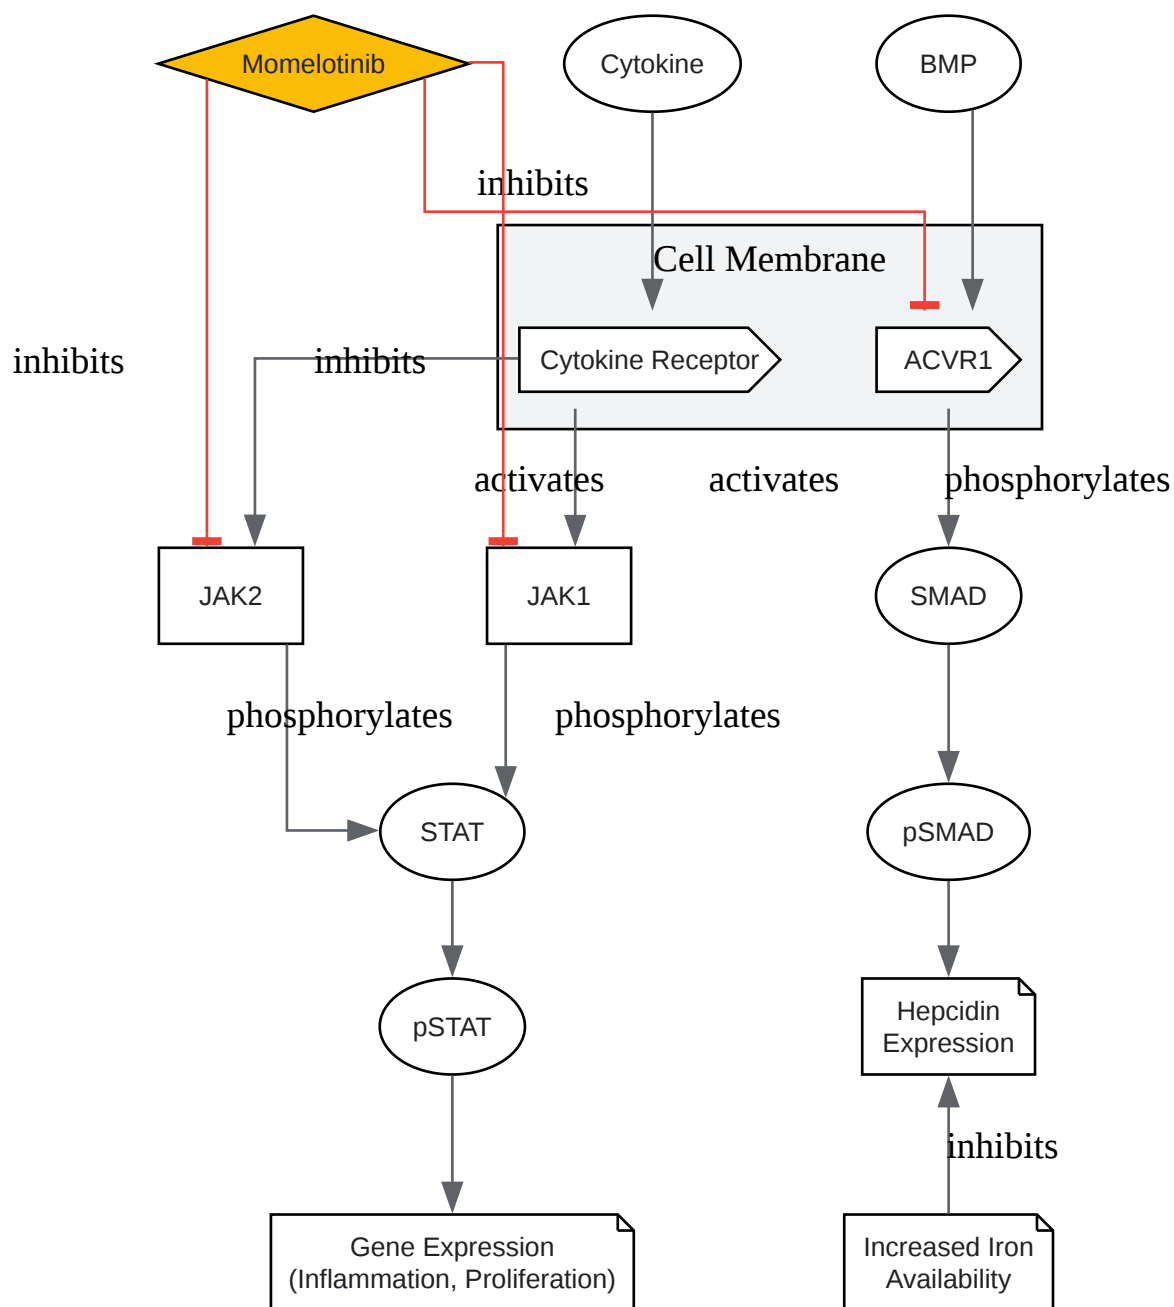 Momelotinib
Cytokine
BMP
inhibits
Cell Membrane
inhibits
inhibits
Cytokine Receptor
ACVR1
activates
activates
phosphorylates
JAK2
JAK1
SMAD
phosphorylates
phosphorylates
STAT
pSMAD
pSTAT
Hepcidin
Expression
inhibits
Gene Expression
(Inflammation, Proliferation)
Increased Iron
Availability